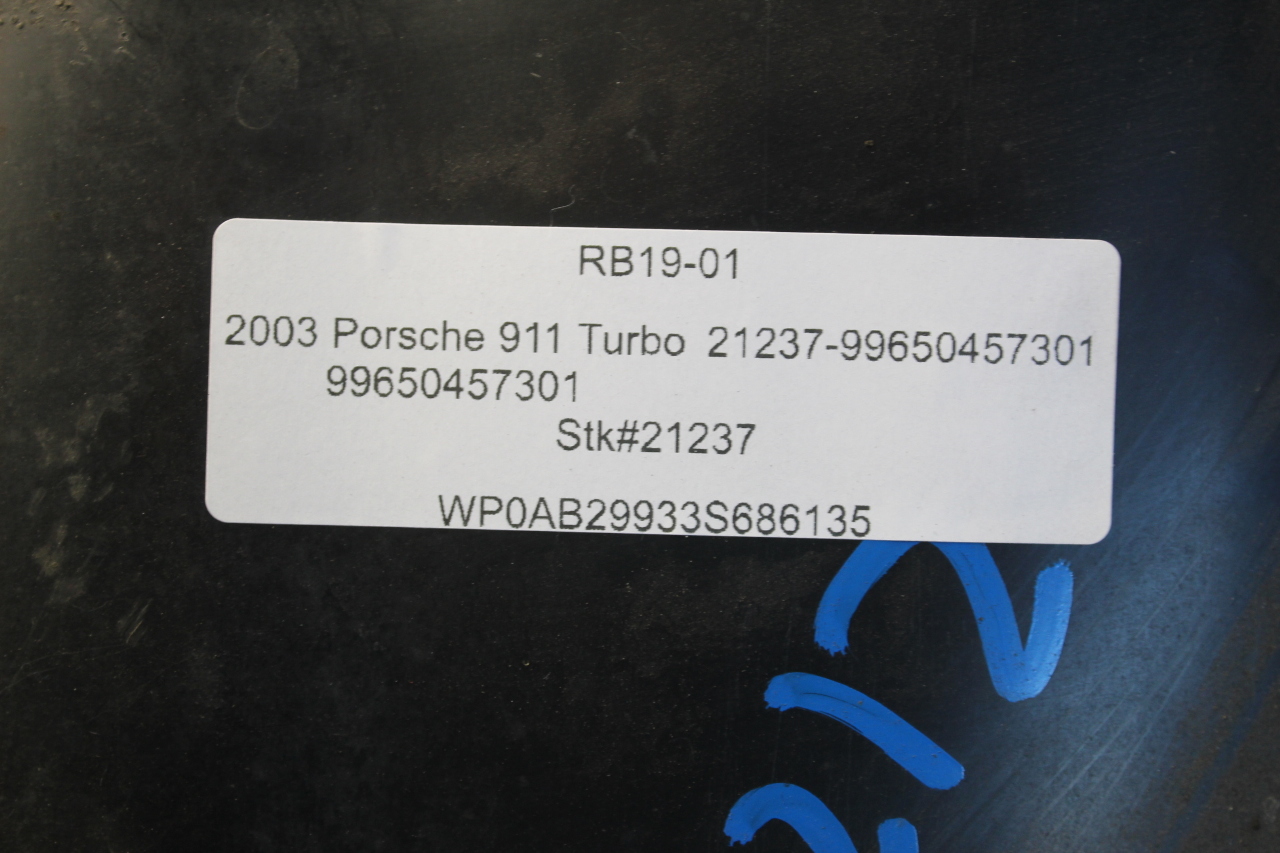 RB19-01
2003 Porsche 911 Turbo 21237-99650457301
99650457301
Stk#21237
WP0AB29933S686135